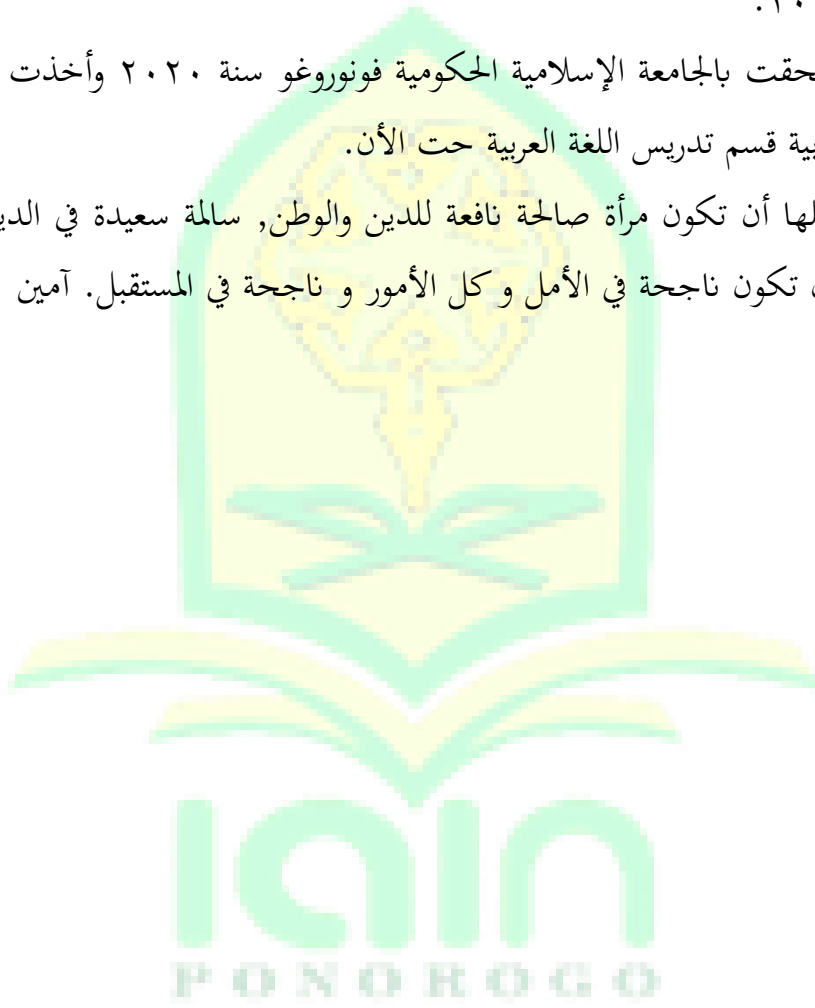 حقت بالجامعة الإسلامية الحكومية فونوروغو سنة ٢٠٢٠ وأخذت
بية قسم تدريس اللغة العربية حت الأن.
لها أن تكون مرأة صالحة نافعة للدين والوطن, سالمة سعيدة في الدي
تكون ناجحة في الأمل وكل الأمور و ناجحة في المستقبل. آمين
iain
PONOROGO